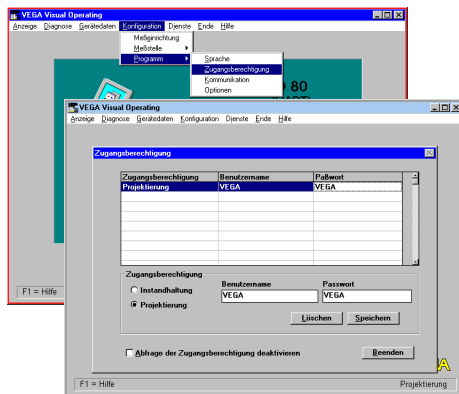 VEGA Visual Operating
Anzeige Diagnose Gerätedaten Konfiguration Dienste Ende Hilfe
Meßeinrichtung
Meßstelle
Programm
Sprache
Zugangsberechtigung
Kommunikation
Optionen
80
F1 = Hilfe
VEGA Visual Operating
Anzeige Diagnose Gerätedaten Konfiguration Dienste Ende Hilfe
Zugangsberechtigung
Zugangsberechtigung Benutzername Paßwort
Projektierung VEGA VEGA
Zugangsberechtigung
Benutzername Passwort
Instandhaltung
VEGA VEGA
Projektierung
Löschen Speichern
Abfrage der Zugangsberechtigung deaktivieren Beenden
F1 = Hilfe Projektierung